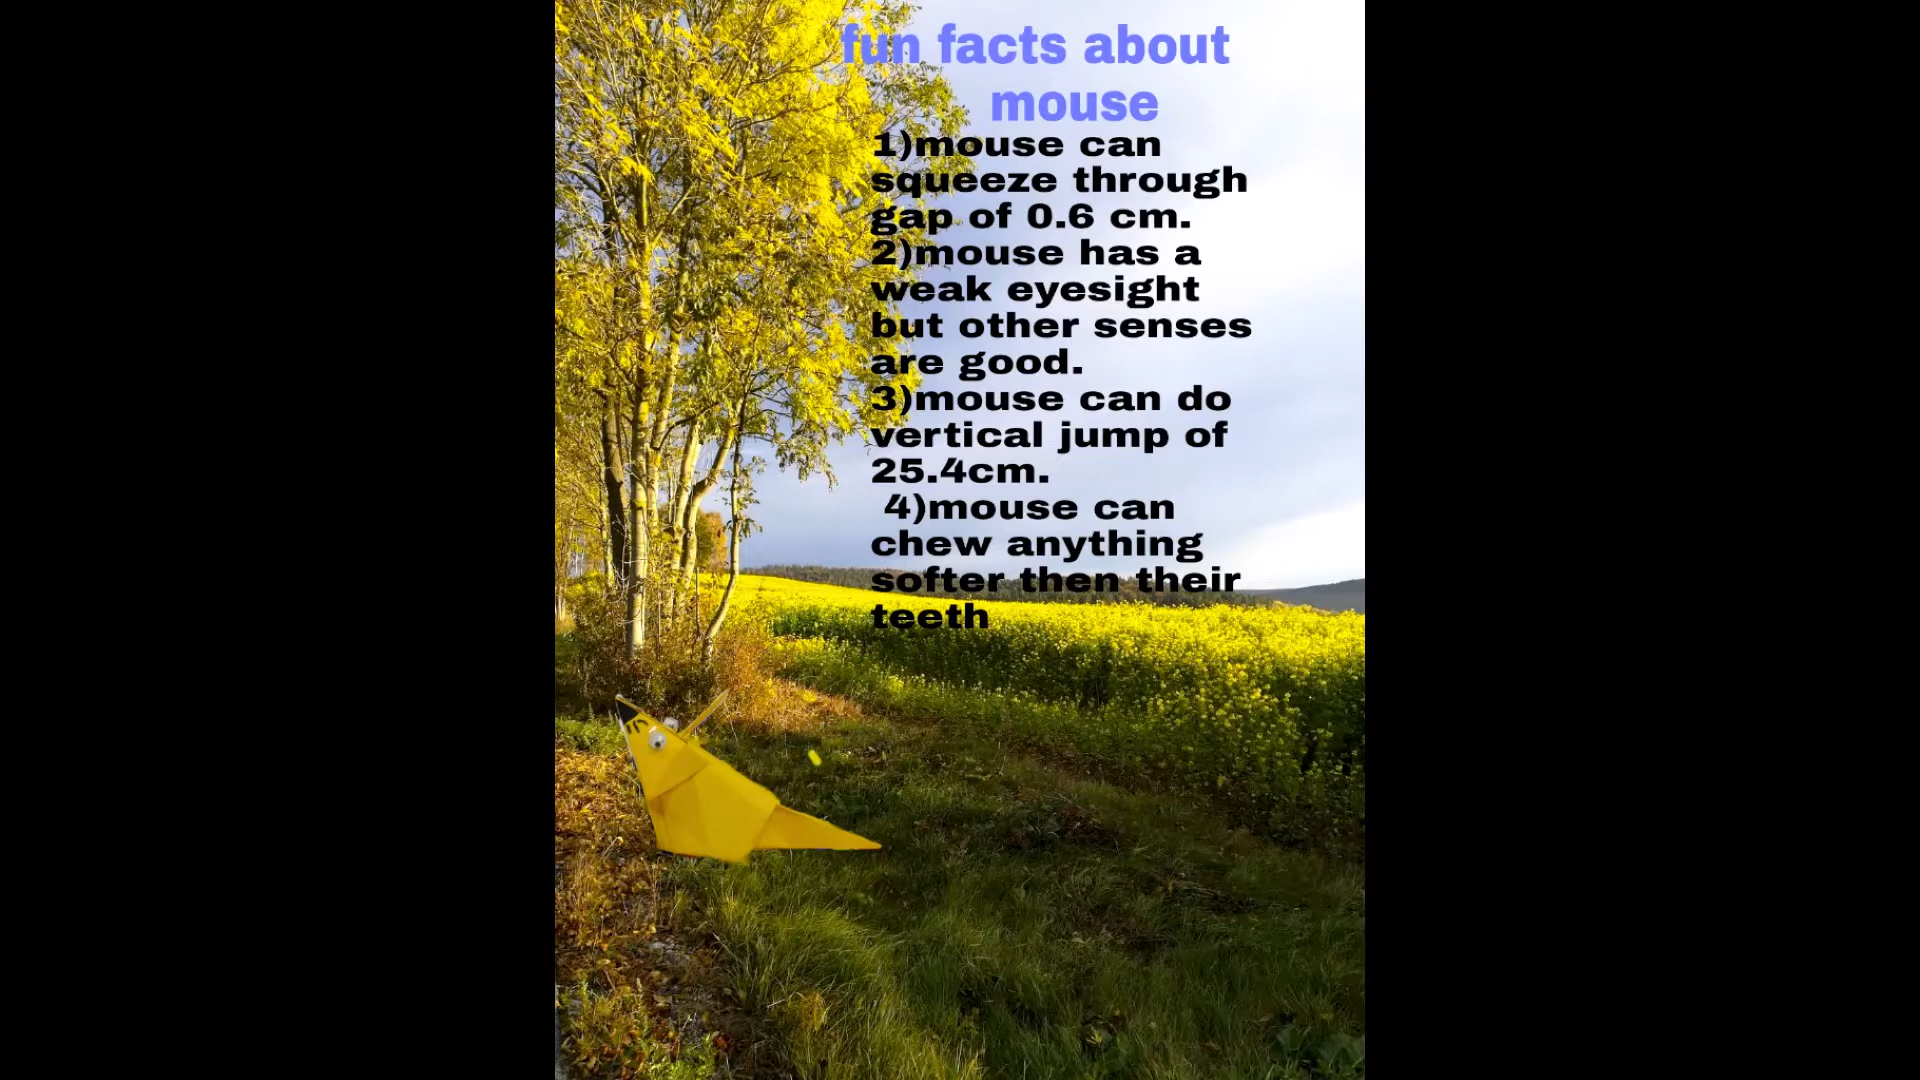 fun facts about
mouse
1)mouse can
squeeze through
gap of 0.6 cm.
2)mouse has a
weak eyesight
but other senses
are good.
3)mouse can do
vertical jump of
25.4cm.
4)mouse can
chew anything
softer then their
teeth